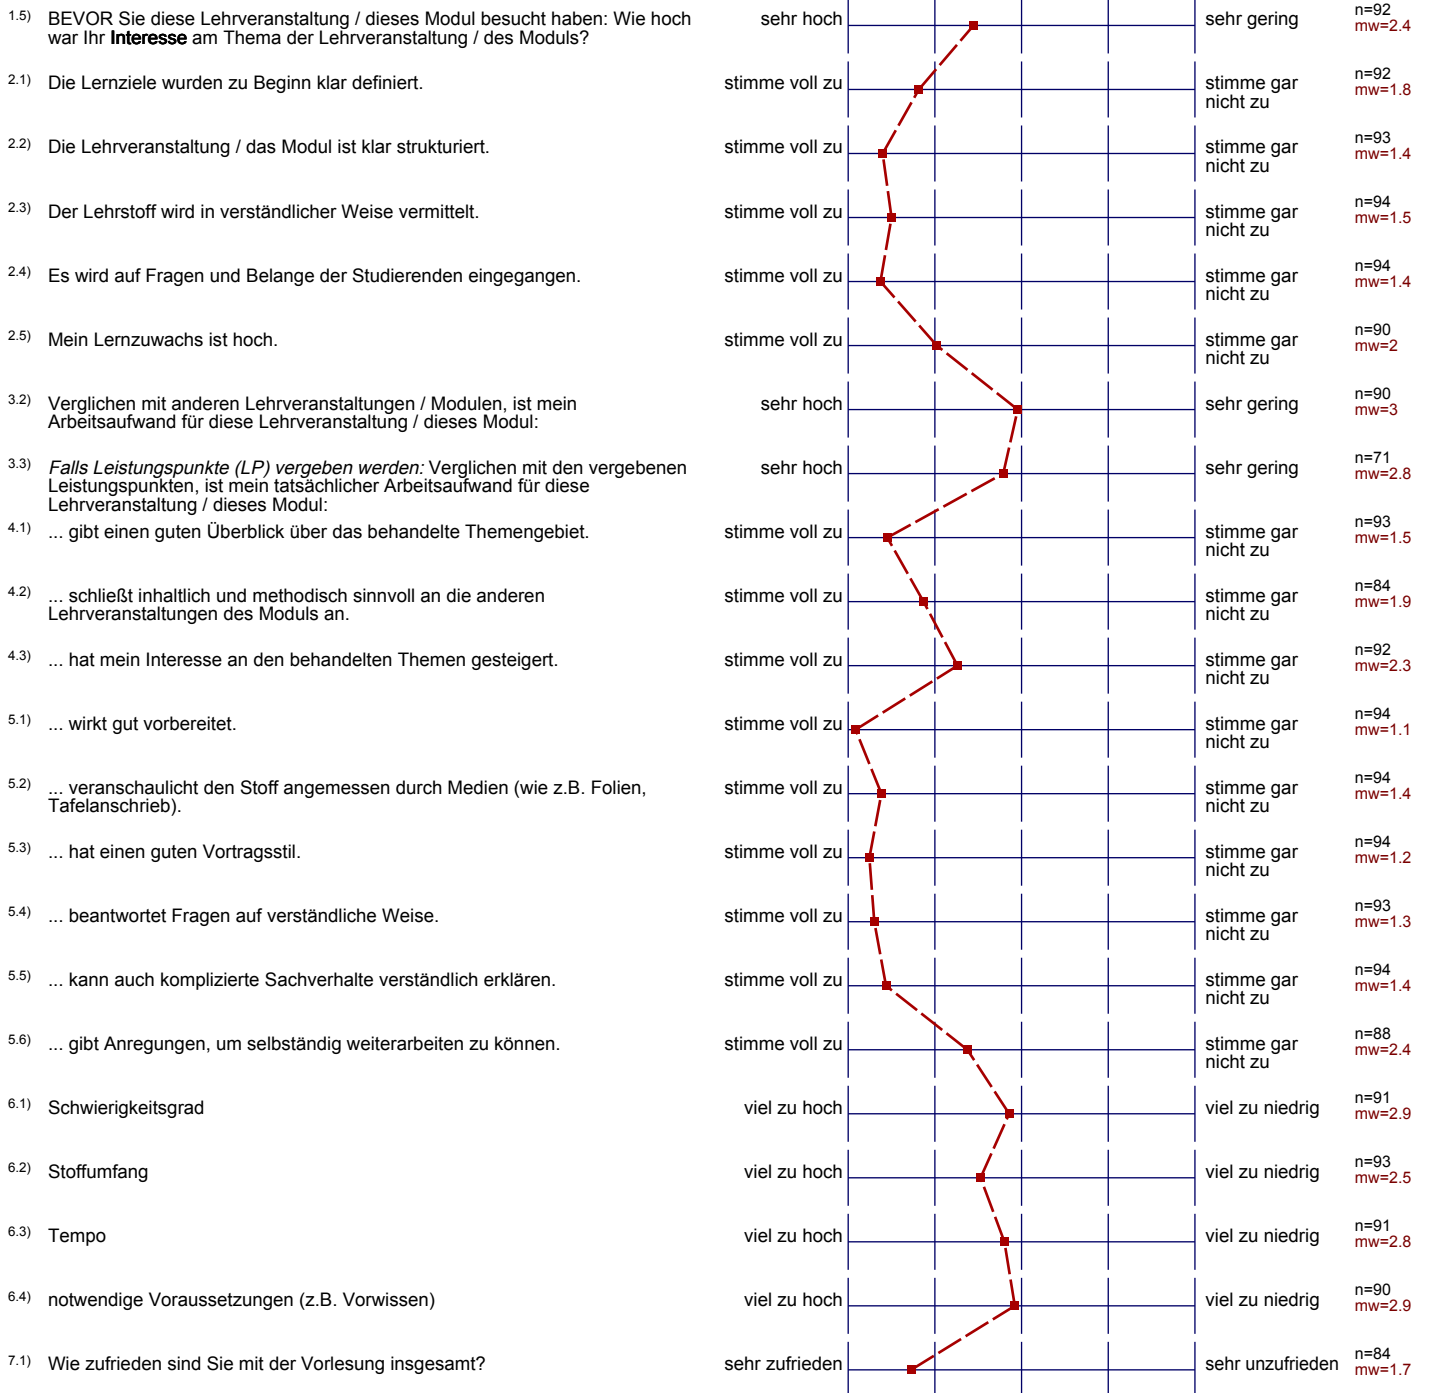 1.5) BEVOR Sie diese Lehrveranstaltung / dieses Modul besucht haben: Wie hoch
war Ihr Interesse am Thema der Lehrveranstaltung / des Moduls?
sehr hoch
sehr gering
n=92
mw=2.4
2.1) Die Lernziele wurden zu Beginn klar definiert.
stimme voll zu
stimme gar
nicht zu
n=92
mw=1.8
2.2) Die Lehrveranstaltung / das Modul ist klar strukturiert.
stimme voll zu
stimme gar
nicht zu
n=93
mw=1.4
2.3) Der Lehrstoff wird in verständlicher Weise vermittelt.
stimme voll zu
stimme gar
nicht zu
n=94
mw=1.5
2.4) Es wird auf Fragen und Belange der Studierenden eingegangen.
stimme voll zu
stimme gar
nicht zu
n=94
mw=1.4
2.5) Mein Lernzuwachs ist hoch.
stimme voll zu
stimme gar
nicht zu
n=90
mw=2
3.2) Verglichen mit anderen Lehrveranstaltungen / Modulen, ist mein
Arbeitsaufwand für diese Lehrveranstaltung / dieses Modul:
sehr hoch
sehr gering
n=90
mw=3
3.3) Falls Leistungspunkte (LP) vergeben werden: Verglichen mit den vergebenen
Leistungspunkten, ist mein tatsächlicher Arbeitsaufwand für diese
Lehrveranstaltung / dieses Modul:
sehr hoch
sehr gering
n=71
mw=2.8
4.1) ... gibt einen guten Überblick über das behandelte Themengebiet.
stimme voll zu
stimme gar
nicht zu
n=93
mw=1.5
4.2) ... schließt inhaltlich und methodisch sinnvoll an die anderen
Lehrveranstaltungen des Moduls an.
stimme voll zu
stimme gar
nicht zu
n=84
mw=1.9
4.3) ... hat mein Interesse an den behandelten Themen gesteigert.
stimme voll zu
stimme gar
nicht zu
n=92
mw=2.3
5.1) ... wirkt gut vorbereitet.
stimme voll zu
stimme gar
nicht zu
n=94
mw=1.1
5.2) ... veranschaulicht den Stoff angemessen durch Medien (wie z.B. Folien,
Tafelanschrieb).
stimme voll zu
stimme gar
nicht zu
n=94
mw=1.4
5.3) ... hat einen guten Vortragsstil.
stimme voll zu
stimme gar
nicht zu
n=94
mw=1.2
5.4) ... beantwortet Fragen auf verständliche Weise.
stimme voll zu
stimme gar
nicht zu
n=93
mw=1.3
5.5) ... kann auch komplizierte Sachverhalte verständlich erklären.
stimme voll zu
stimme gar
nicht zu
n=94
mw=1.4
5.6) ... gibt Anregungen, um selbständig weiterarbeiten zu können.
stimme voll zu
stimme gar
nicht zu
n=88
mw=2.4
6.1) Schwierigkeitsgrad
viel zu hoch
viel zu niedrig
n=91
mw=2.9
6.2) Stoffumfang
viel zu hoch
viel zu niedrig
n=93
mw=2.5
6.3) Tempo
viel zu hoch
viel zu niedrig
n=91
mw=2.8
6.4) notwendige Voraussetzungen (z.B. Vorwissen)
viel zu hoch
viel zu niedrig
n=90
mw=2.9
7.1) Wie zufrieden sind Sie mit der Vorlesung insgesamt?
sehr zufrieden
sehr unzufrieden
n=84
mw=1.7